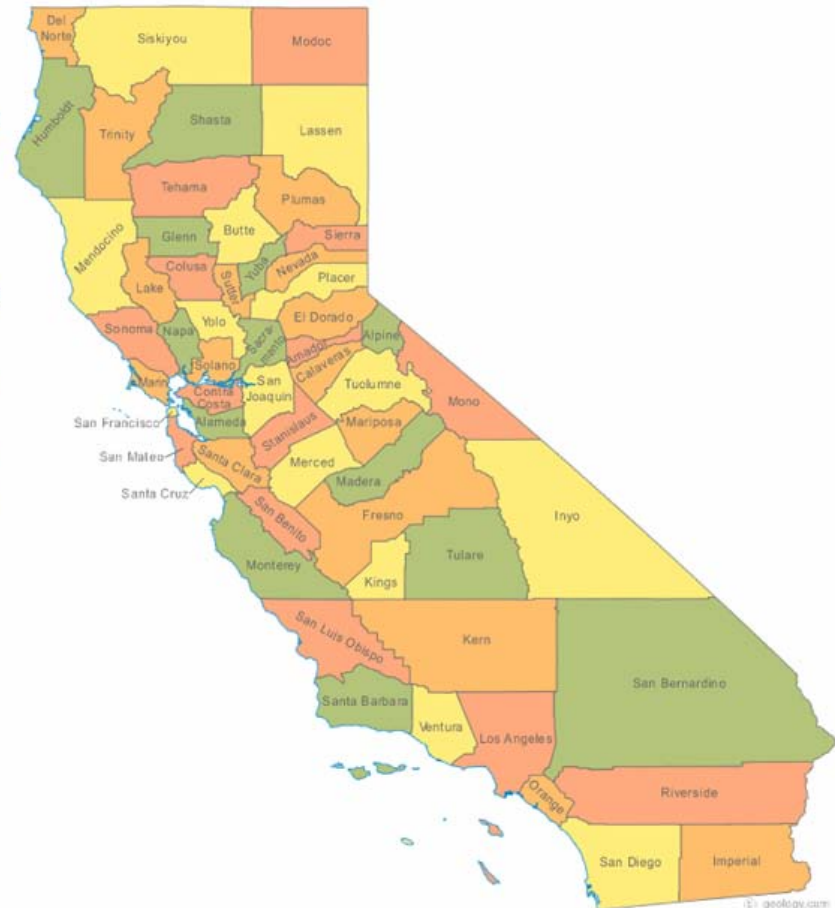 Del
Norte
Siskiyou
Modoc
Humboldt
Trinity
Shasta
Lassen
Tehama
Plumas
Mendocino
Glenn
Butte
Sierra
Lake
Colusa
Sutter
Yuba
Nevada
Placer
Sonoma
Napa
Yolo
Sacra-
mento
El Dorado
Alpine
Amador
Marin
Solano
San
Joaquin
Calaveras
Tuolumne
Mono
Contra
Costa
San Francisco
Alameda
Stanislaus
Mariposa
San Mateo
Santa Clara
Merced
Madera
Santa Cruz
San Benito
Fresno
Inyo
Monterey
Kings
Tulare
San Luis Obispo
Kern
San Bernardino
Santa Barbara
Ventura
Los Angeles
Orange
Riverside
San Diego
Imperial
(c) geology.com